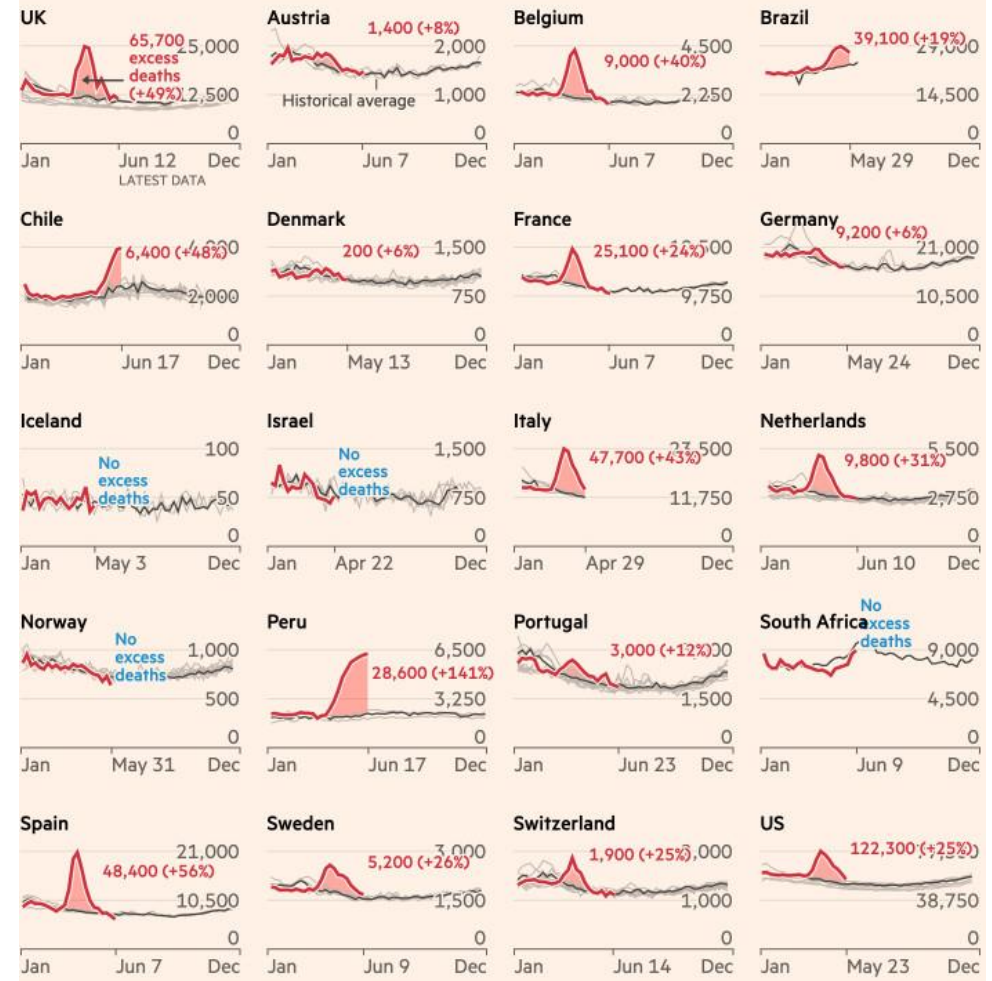 UK
65,700
excess
deaths
(+49%)
25,000
12,500
0
Jan Jun 12 Dec
LATEST DATA
Austria
1,400 (+8%)
2,000
Historical average
1,000
0
Jan Jun 7 Dec
Belgium
4,500
9,000 (+40%)
2,250
0
Jan Jun 7 Dec
Brazil
39,100 (+19%)
29,000
14,500
0
Jan May 29 Dec
Chile
4,000
6,400 (+48%)
2,000
0
Jan Jun 17 Dec
Denmark
200 (+6%)
1,500
750
0
Jan May 13 Dec
France
25,100 (+24%)
9,750
0
Jan Jun 7 Dec
Germany
9,200 (+6%)
21,000
10,500
0
Jan May 24 Dec
Iceland
100
No
excess
deaths
50
0
Jan May 3 Dec
Israel
1,500
No
excess
deaths
750
0
Jan Apr 22 Dec
Italy
23,500
47,700 (+43%)
11,750
0
Jan Apr 29 Dec
Netherlands
5,500
9,800 (+31%)
2,750
0
Jan Jun 10 Dec
Norway
No
excess
deaths
1,000
500
0
Jan May 31 Dec
Peru
6,500
28,600 (+141%)
3,250
0
Jan Jun 17 Dec
Portugal
3,000 (+12%)
1,500
0
Jan Jun 23 Dec
South Africa
No
excess
deaths
9,000
4,500
0
Jan Jun 9 Dec
Spain
21,000
48,400 (+56%)
10,500
0
Jan Jun 7 Dec
Sweden
3,000
5,200 (+26%)
1,500
0
Jan Jun 9 Dec
Switzerland
1,900 (+25%)
1,000
0
Jan Jun 14 Dec
US
122,300 (+25%)
38,750
0
Jan May 23 Dec